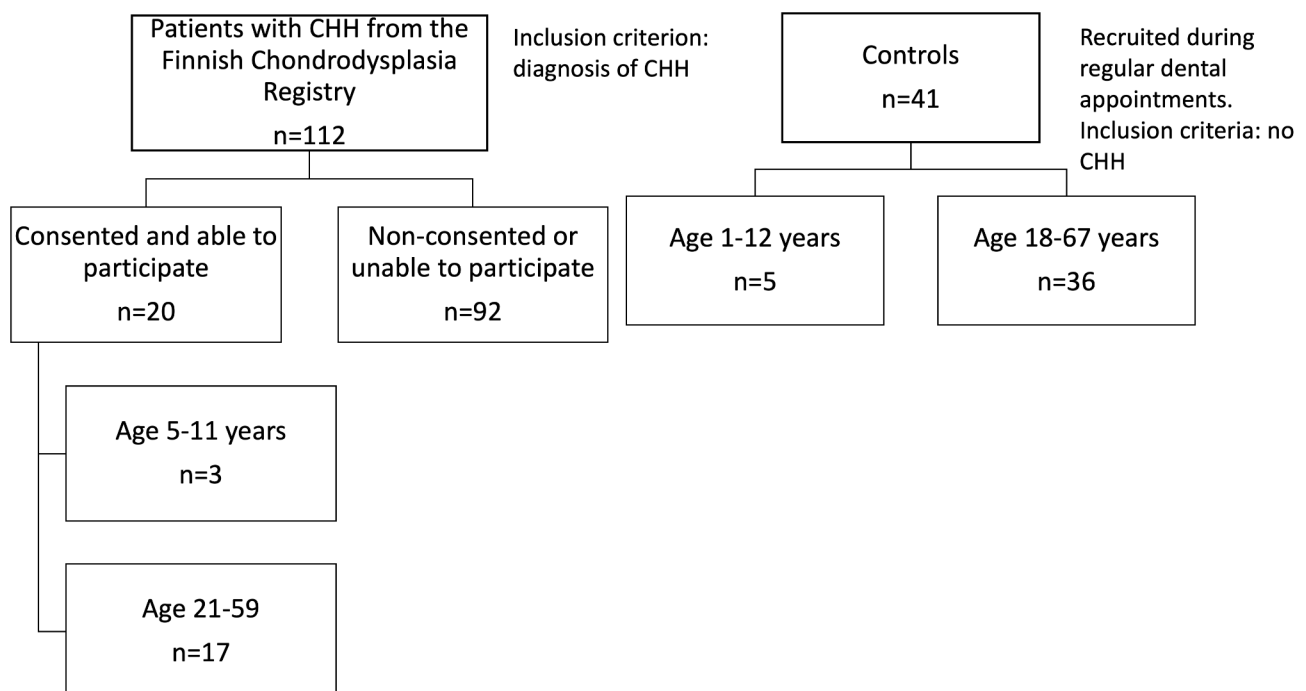 Patients with CHH from the
Finnish Chondrodysplasia
Registry
n=112
Inclusion criterion:
diagnosis of CHH
Controls
n=41
Recruited during
regular dental
appointments.
Inclusion criteria: no
CHH
Consented and able to
participate
n=20
Non-consented or
unable to participate
n=92
Age 1-12 years
n=5
Age 18-67 years
n=36
Age 5-11 years
n=3
Age 21-59
n=17